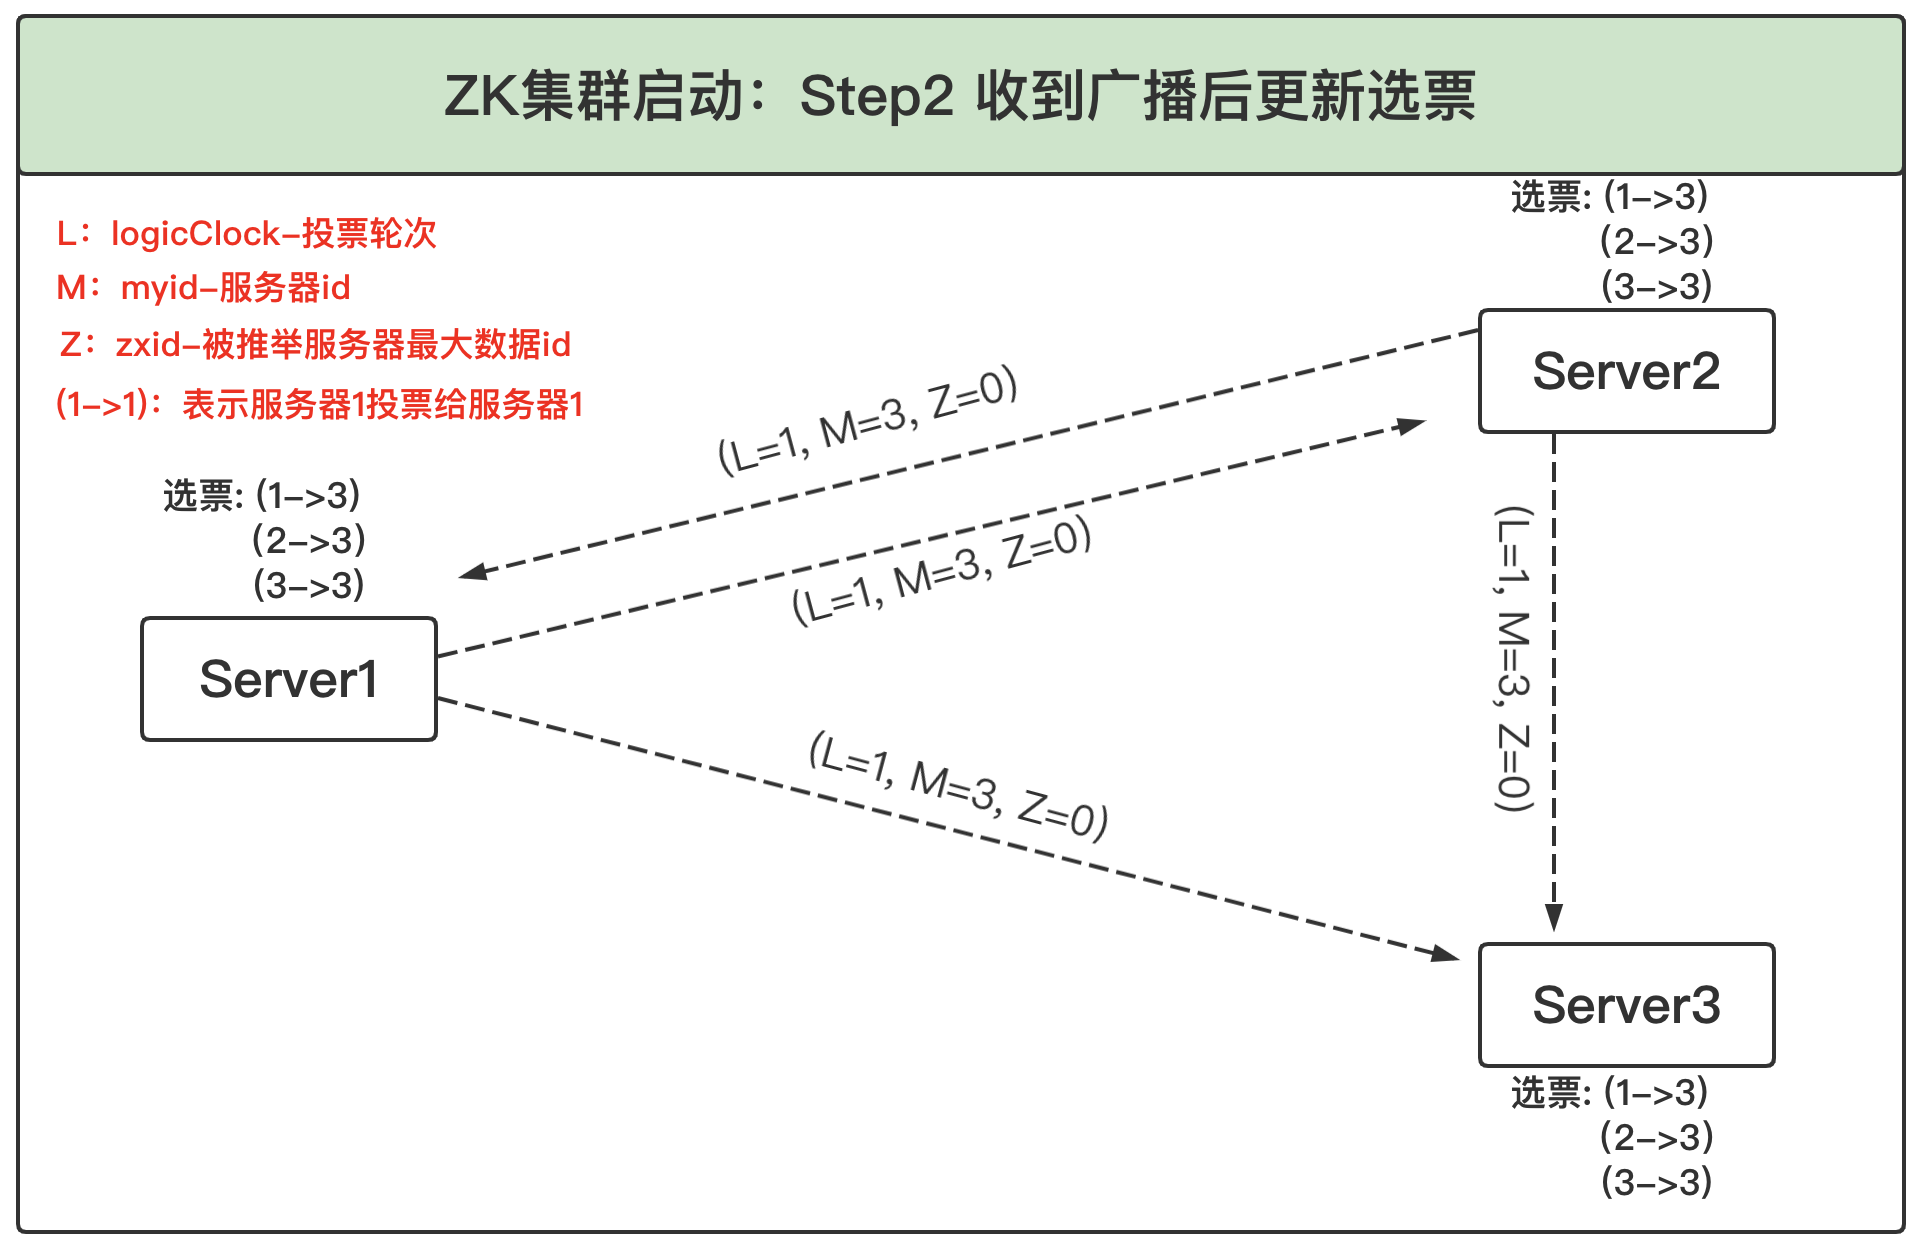 ZK集群启动：Step2 收到广播后更新选票
L：logicClock-投票轮次
M：myid-服务器id
Z：zxid-被推举服务器最大数据id
(1->1)：表示服务器1投票给服务器1
选票: (1->3)
(2->3)
(3->3)
Server2
(L=1, M=3, Z=0)
选票: (1->3)
(2->3)
(3->3)
Server1
(L=1, M=3, Z=0)
(L=1, M=3, Z=0)
(L=1, M=3, Z=0)
Server3
选票: (1->3)
(2->3)
(3->3)